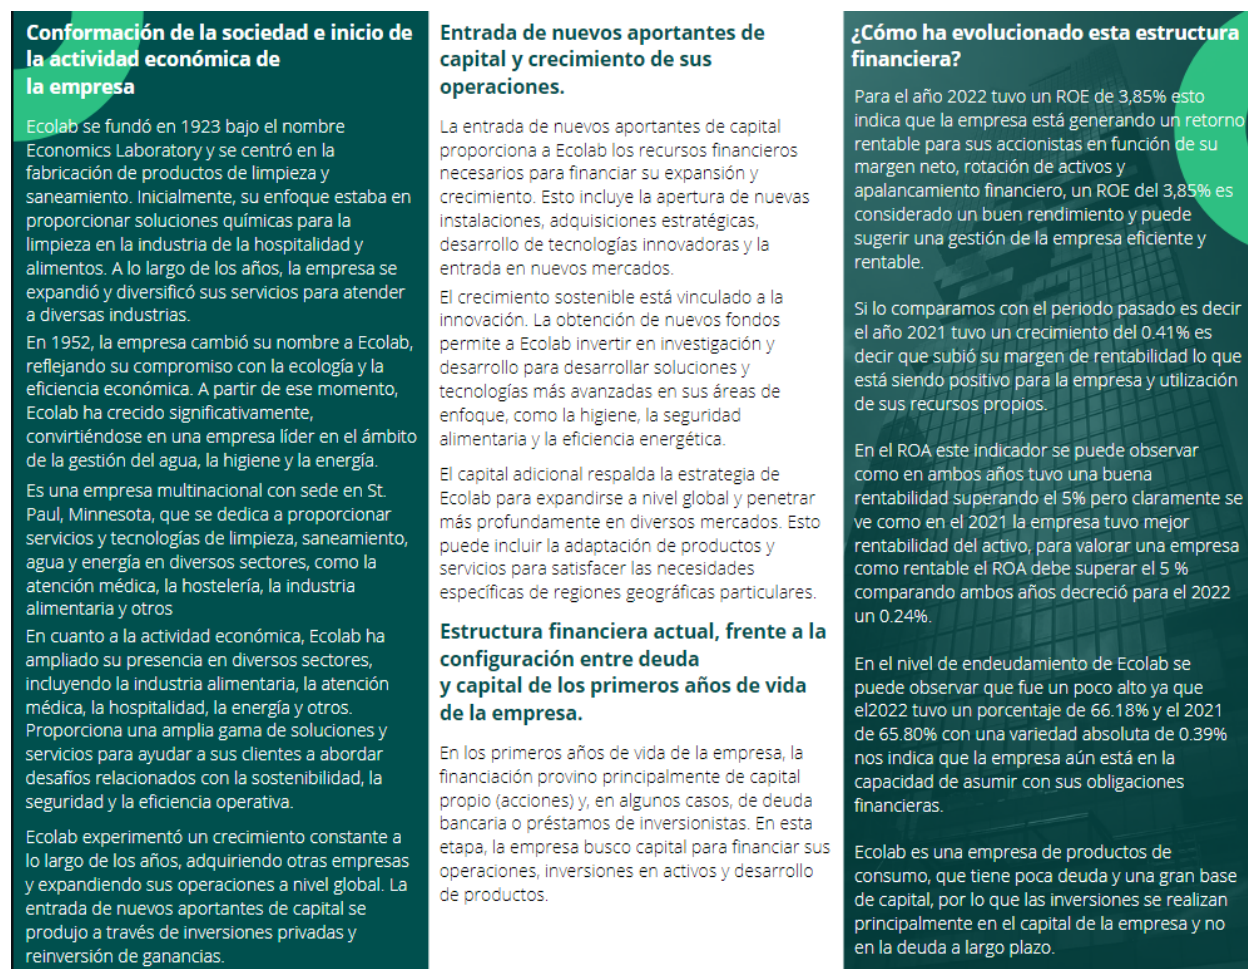 Conformación de la sociedad e inicio de
la actividad económica de
la empresa
Ecolab se fundó en 1923 bajo el nombre
Economics Laboratory y se centró en la
fabricación de productos de limpieza y
saneamiento. Inicialmente, su enfoque estaba en
proporcionar soluciones químicas para la
limpieza en la industria de la hospitalidad y
alimentos. A lo largo de los años, la empresa se
expandió y diversificó sus servicios para atender
a diversas industrias.
En 1952, la empresa cambió su nombre a Ecolab,
reflejando su compromiso con la ecología y la
eficiencia económica. A partir de ese momento,
Ecolab ha crecido significativamente,
convirtiéndose en una empresa líder en el ámbito
de la gestión del agua, la higiene y la energía.
Es una empresa multinacional con sede en St.
Paul, Minnesota, que se dedica a proporcionar
servicios y tecnologías de limpieza, saneamiento,
agua y energía en diversos sectores, como la
atención médica, la hostelería, la industria
alimentaria y otros
En cuanto a la actividad económica, Ecolab ha
ampliado su presencia en diversos sectores,
incluyendo la industria alimentaria, la atención
médica, la hospitalidad, la energía y otros.
Proporciona una amplia gama de soluciones y
servicios para ayudar a sus clientes a abordar
desafíos relacionados con la sostenibilidad, la
seguridad y la eficiencia operativa.
Ecolab experimentó un crecimiento constante a
lo largo de los años, adquiriendo otras empresas
y expandiendo sus operaciones a nivel global. La
entrada de nuevos aportantes de capital se
produjo a través de inversiones privadas y
reinversión de ganancias.
Entrada de nuevos aportantes de
capital y crecimiento de sus
operaciones.
La entrada de nuevos aportantes de capital
proporciona a Ecolab los recursos financieros
necesarios para financiar su expansión y
crecimiento. Esto incluye la apertura de nuevas
instalaciones, adquisiciones estratégicas,
desarrollo de tecnologías innovadoras y la
entrada en nuevos mercados.
El crecimiento sostenible está vinculado a la
innovación. La obtención de nuevos fondos
permite a Ecolab invertir en investigación y
desarrollo para desarrollar soluciones y
tecnologías más avanzadas en sus áreas de
enfoque, como la higiene, la seguridad
alimentaria y la eficiencia energética.
El capital adicional respalda la estrategia de
Ecolab para expandirse a nivel global y penetrar
más profundamente en diversos mercados. Esto
puede incluir la adaptación de productos y
servicios para satisfacer las necesidades
específicas de regiones geográficas particulares.
Estructura financiera actual, frente a la
configuración entre deuda
y capital de los primeros años de vida
de la empresa.
En los primeros años de vida de la empresa, la
financiación provino principalmente de capital
propio (acciones) y, en algunos casos, de deuda
bancaria o préstamos de inversionistas. En esta
etapa, la empresa busco capital para financiar sus
operaciones, inversiones en activos y desarrollo
de productos.
¿Cómo ha evolucionado esta estructura
financiera?
Para el año 2022 tuvo un ROE de 3,85% esto
indica que la empresa está generando un retorno
rentable para sus accionistas en función de su
margen neto, rotación de activos y
apalancamiento financiero, un ROE del 3,85% es
considerado un buen rendimiento y puede
sugerir una gestión de la empresa eficiente y
rentable.
Si lo comparamos con el periodo pasado es decir
el año 2021 tuvo un crecimiento del 0,41% es
decir que subió su margen de rentabilidad lo que
está siendo positivo para la empresa y utilización
de sus recursos propios.
En el ROA este indicador se puede observar
como en ambos años tuvo una buena
rentabilidad superando el 5% pero claramente se
ve como en el 2021 la empresa tuvo mejor
rentabilidad del activo, para valorar una empresa
como rentable el ROA debe superar el 5 %
comparando ambos años decreció para el 2022
un 0.24%.
En el nivel de endeudamiento de Ecolab se
puede observar que fue un poco alto ya que
el2022 tuvo un porcentaje de 66.18% y el 2021
de 65.80% con una variedad absoluta de 0.39%
nos indica que la empresa aún está en la
capacidad de asumir con sus obligaciones
financieras.
Ecolab es una empresa de productos de
consumo, que tiene poca deuda y una gran base
de capital, por lo que las inversiones se realizan
principalmente en el capital de la empresa y no
en la deuda a largo plazo.